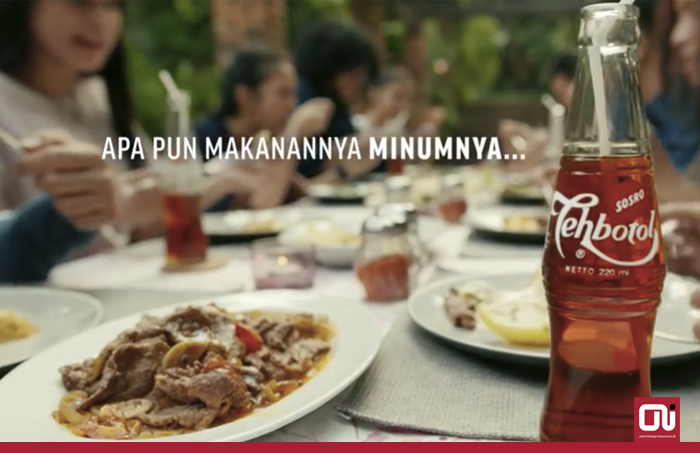 APA PUN MAKANANNYA MINUMNYA...
SOSRO
Tehbotol
®
NETTO 220 ml